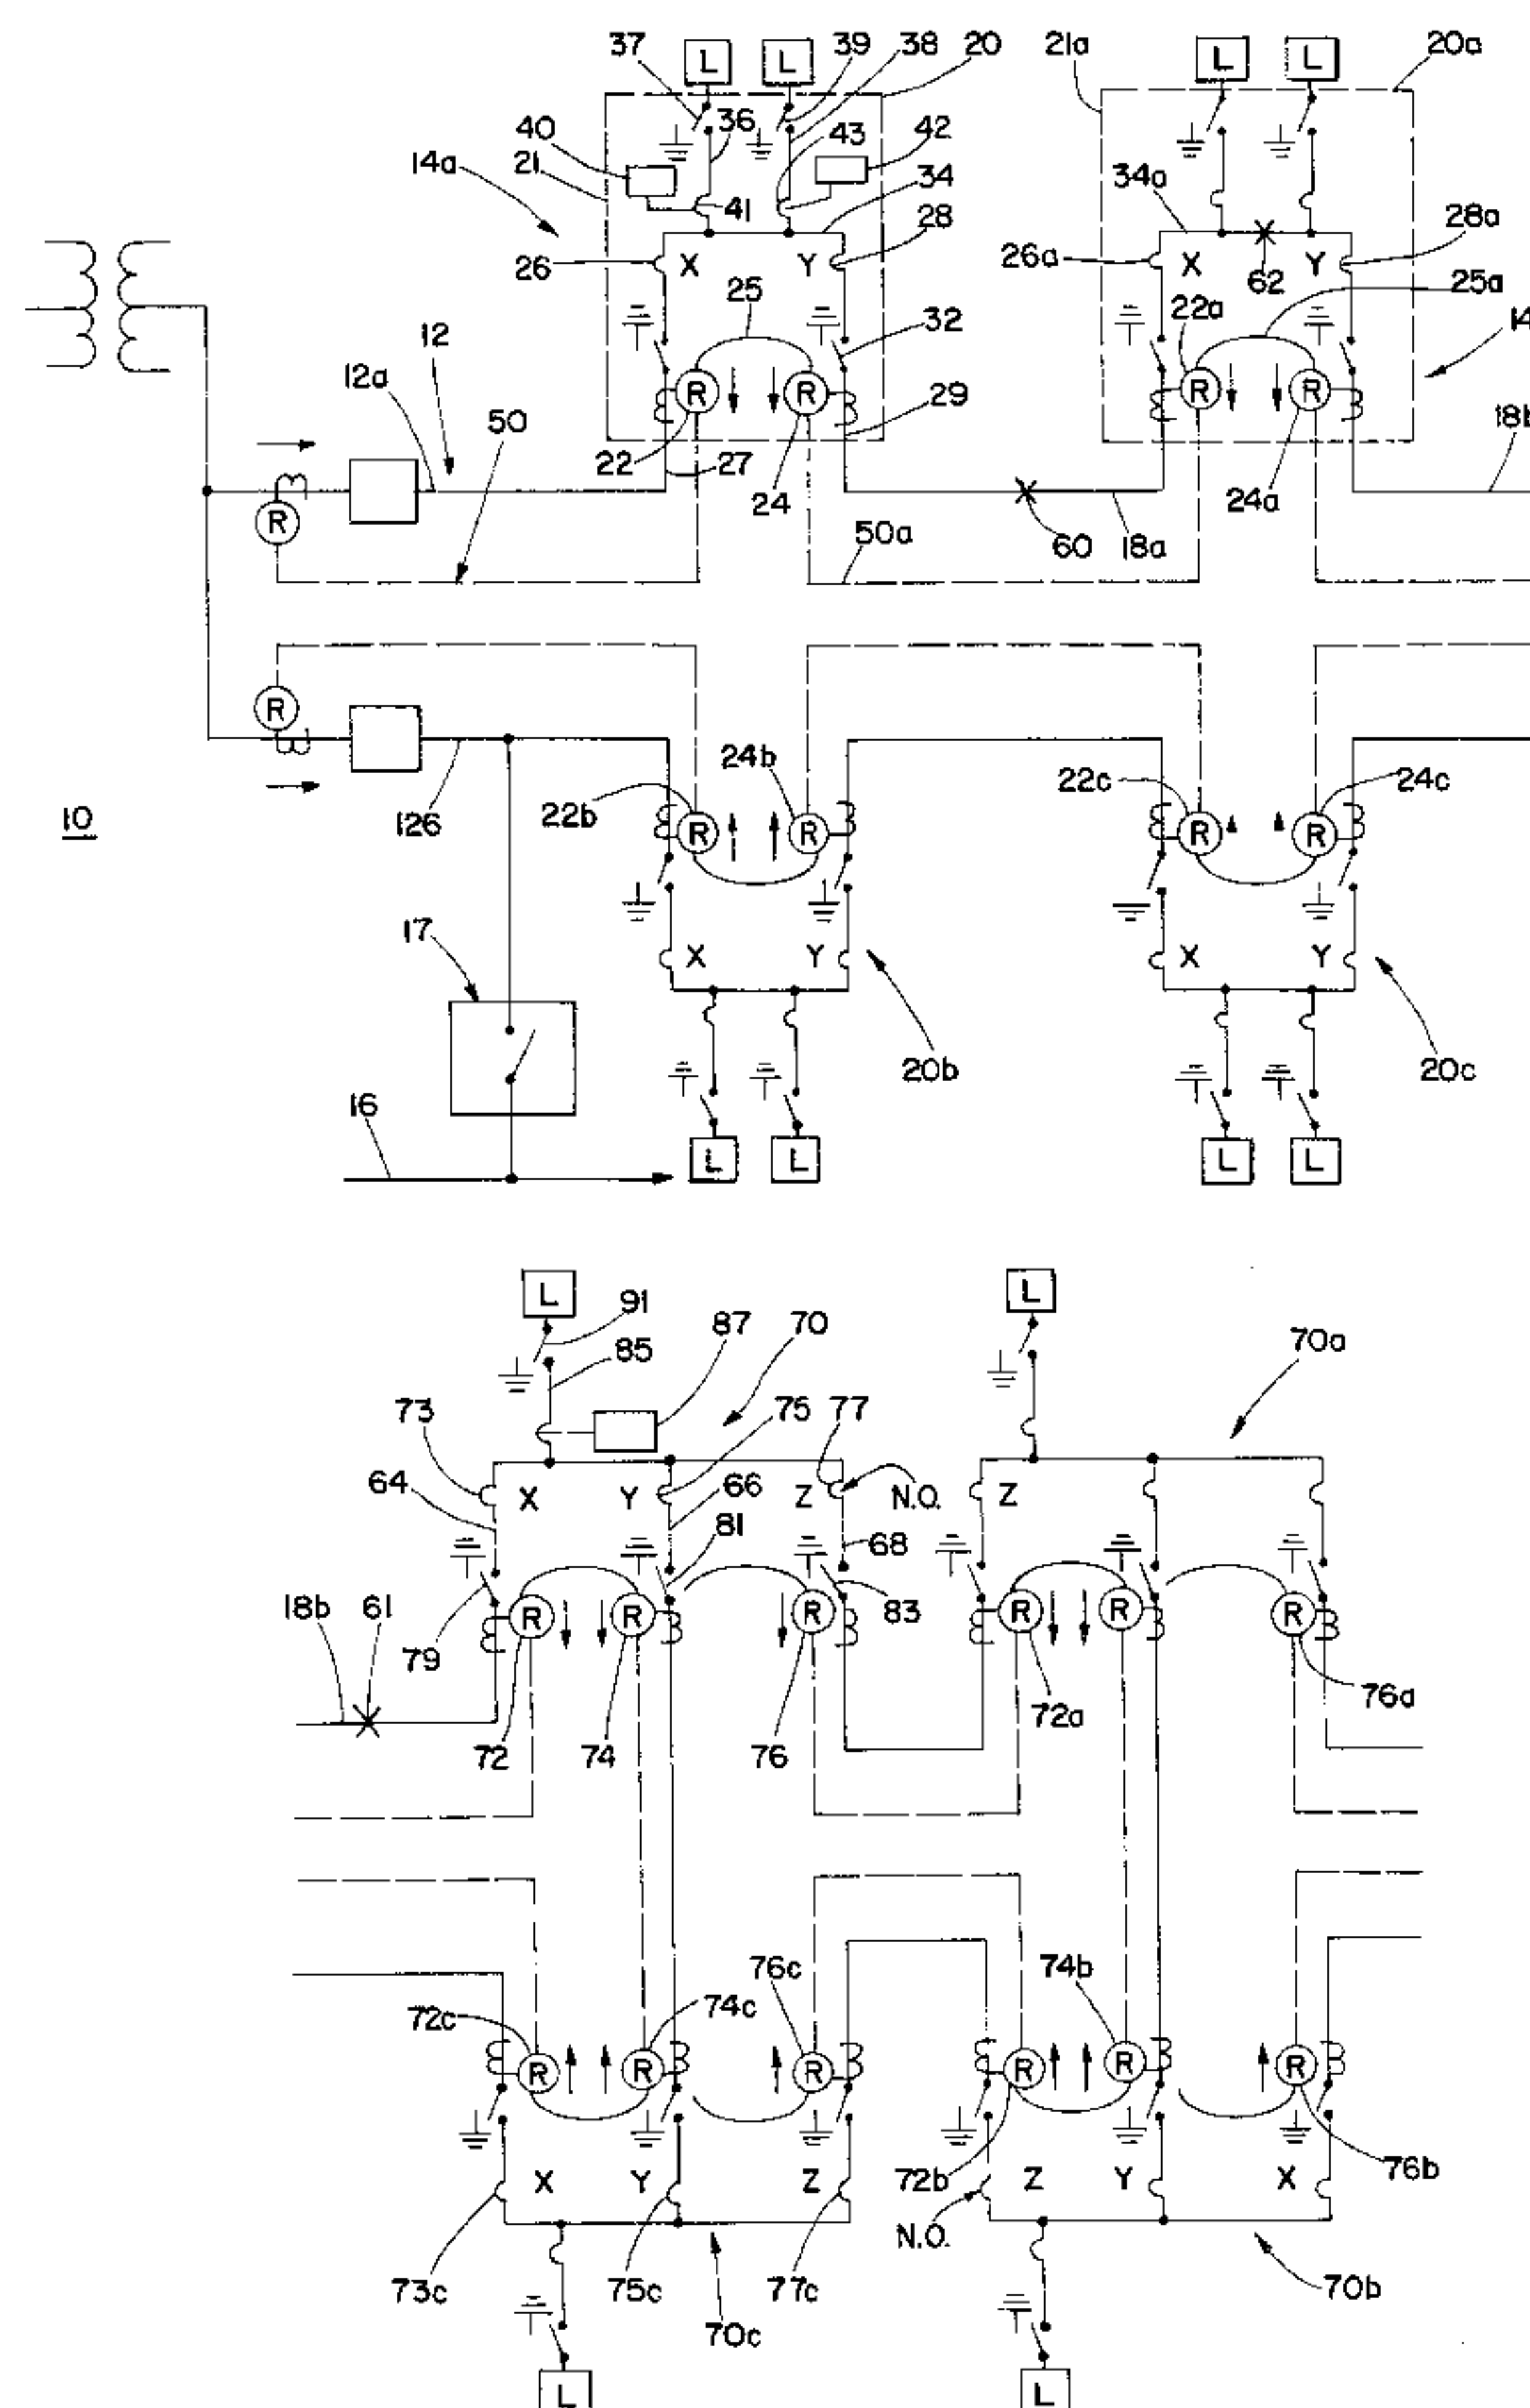 37 L L 39 38 20 21a L L 20a
40 36 43 42
14a 21 41 34 34a
26 X Y 28 26a X Y 28a
62
25 22a 25a
12 32 14
12a R R R R
50 29 18b
22 27 24 24a
R 50a 60 18a
R
24b 22c 24c
10 126 22b R R R R
17 X Y X Y
20b 20c
16 L L L L
L 91 87 70 L 70a
85
73 75 77
64 X Y 66 Z N.O. Z
81 68
18b 61 R R R 83 R R R
79 76a
72 74 76 72a
76c 74b
72c 74c
R R R R R R
X Y Z 72b Z Y X 76b
N.O.
73c 75c 77c 70b
70c
L L